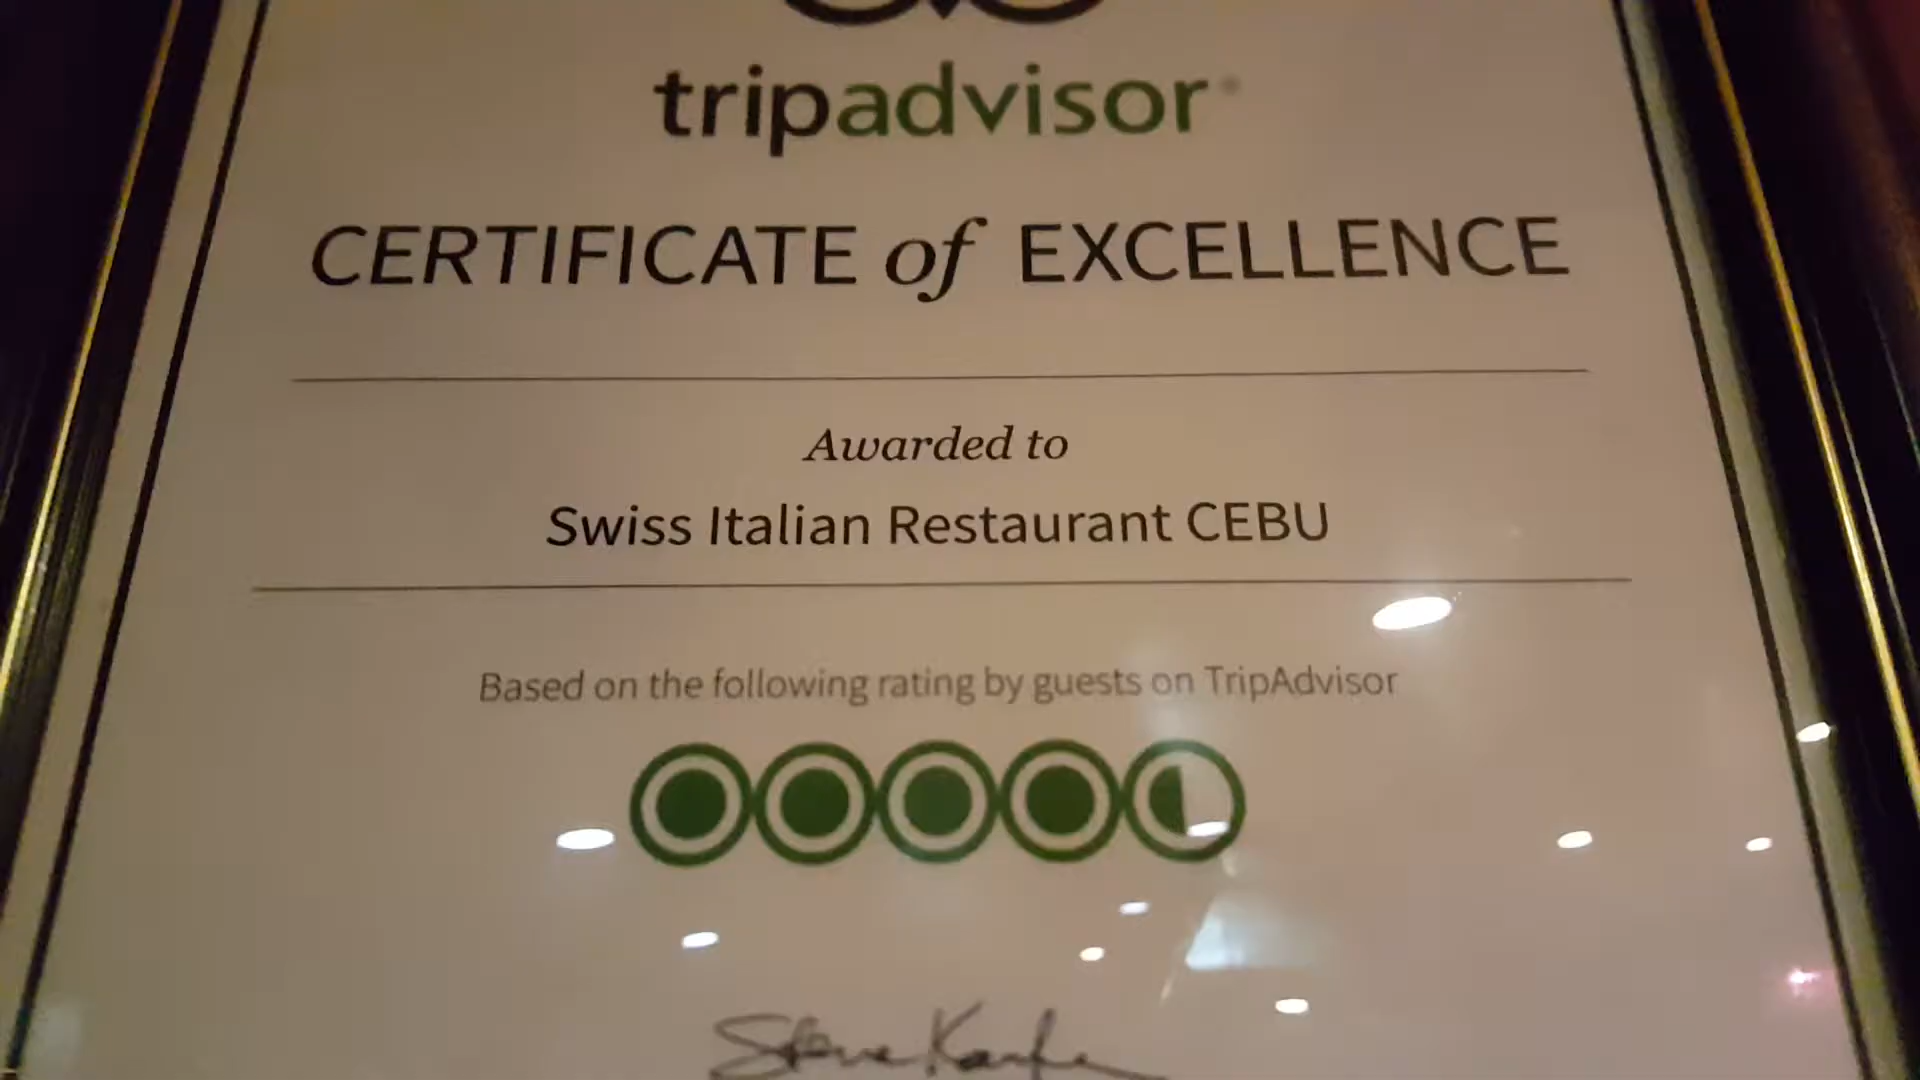 tripadvisor®
CERTIFICATE of EXCELLENCE
Awarded to
Swiss Italian Restaurant CEBU
Based on the following rating by guests on TripAdvisor